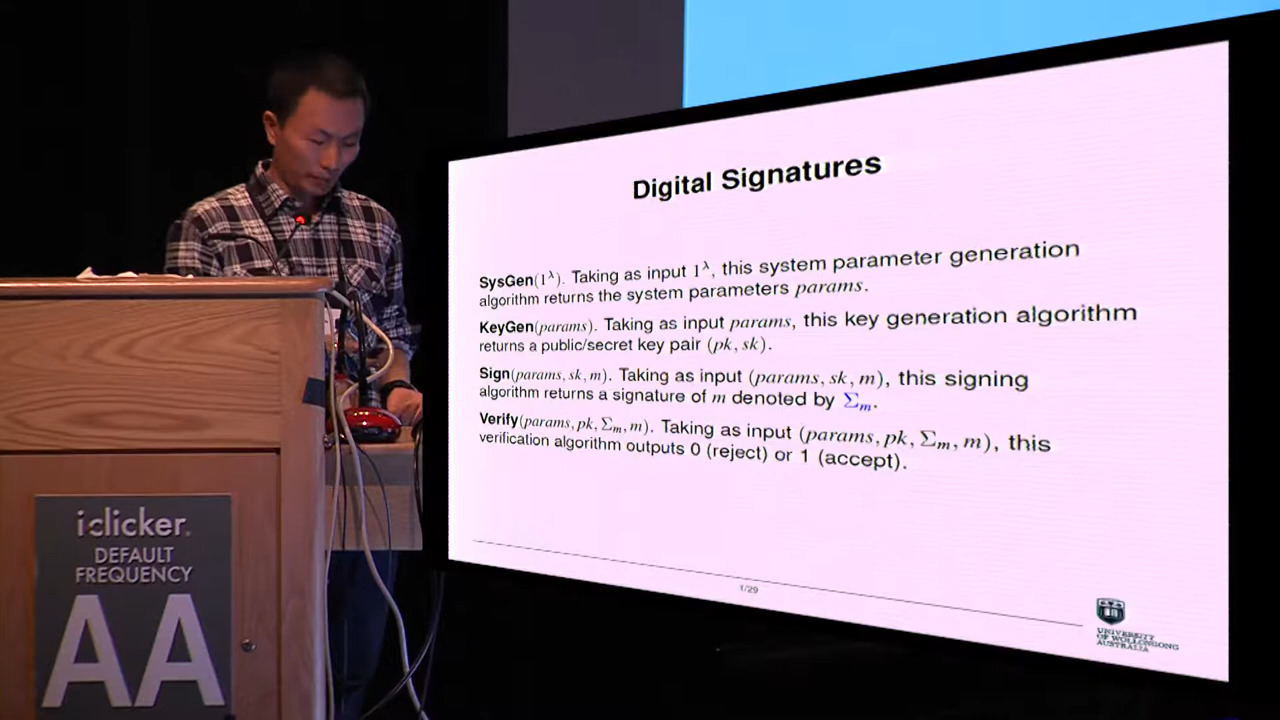 Digital Signatures
SysGen(1^λ). Taking as input 1^λ, this system parameter generation
algorithm returns the system parameters params.
KeyGen(params). Taking as input params, this key generation algorithm
returns a public/secret key pair (pk, sk).
Sign(params, sk, m). Taking as input (params, sk, m), this signing
algorithm returns a signature of m denoted by Σ_m.
Verify(params, pk, Σ_m, m). Taking as input (params, pk, Σ_m, m), this
verification algorithm outputs 0 (reject) or 1 (accept).
1/29
UNIVERSITY
OF WOLLONGONG
AUSTRALIA
i>clicker.
DEFAULT
FREQUENCY
AA